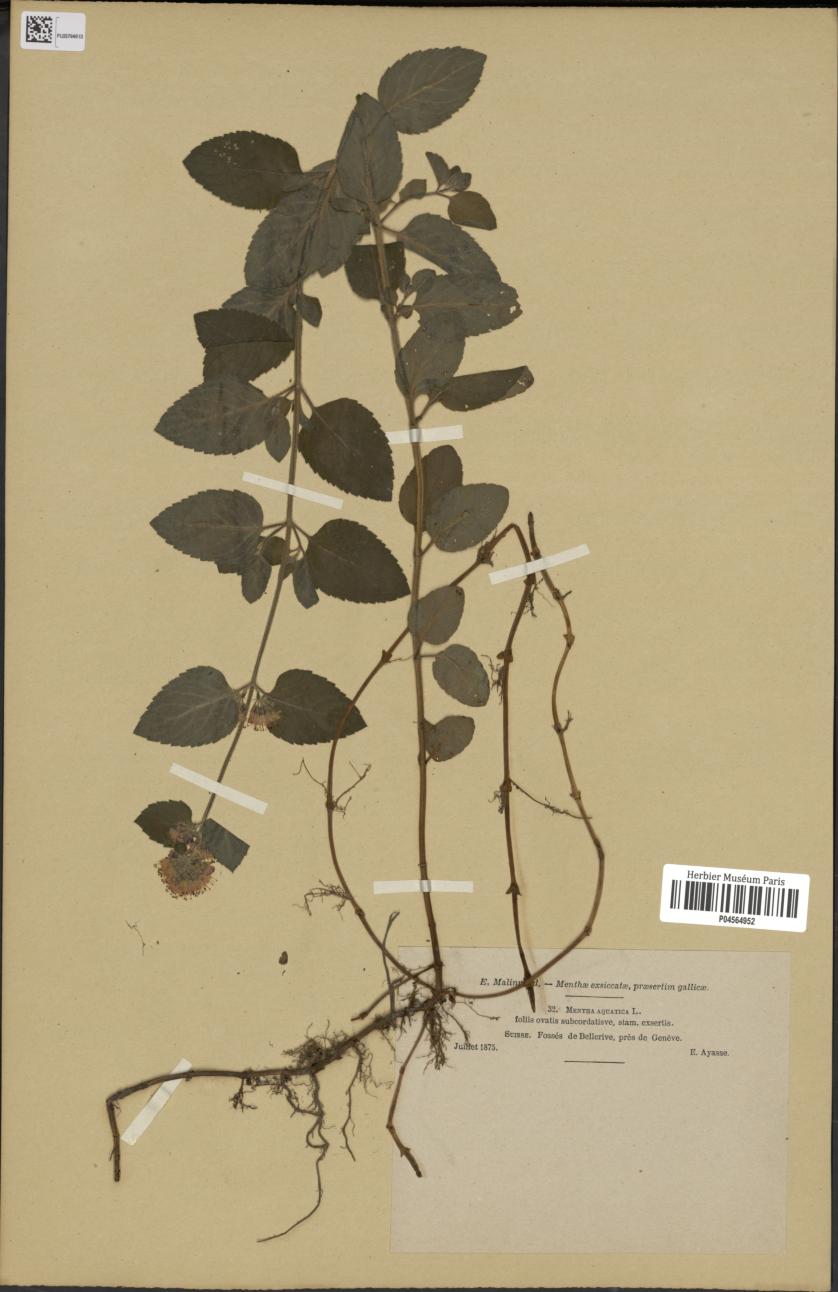 Herbier Muséum Paris
P04564952
E. — Menthæ exsiccatæ, præsertim gallicæ.
32. MENTHA AQUATICA L.
foliis ovatis subcordatisve, stam. exsertis.
SUISSE. Fossés de Bellerive, près de Genève.
Juillet 1875.
E. Ayasse.